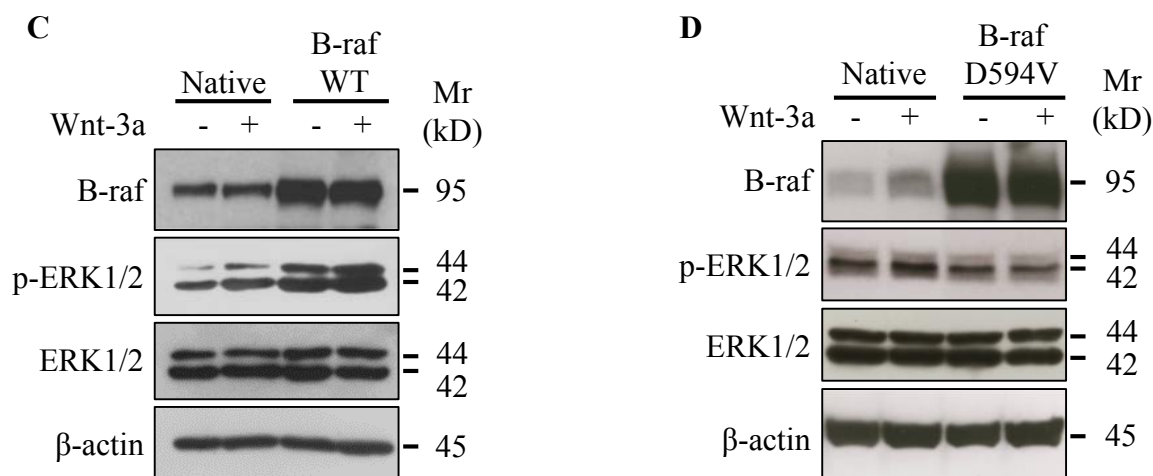 C
B-raf
WT
Native
Mr
(kD)
Wnt-3a - + - +
B-raf
95
p-ERK1/2
44
42
ERK1/2
44
42
β-actin
45
D
B-raf
D594V
Native
Mr
(kD)
Wnt-3a - + - +
B-raf
95
p-ERK1/2
44
42
ERK1/2
44
42
β-actin
45